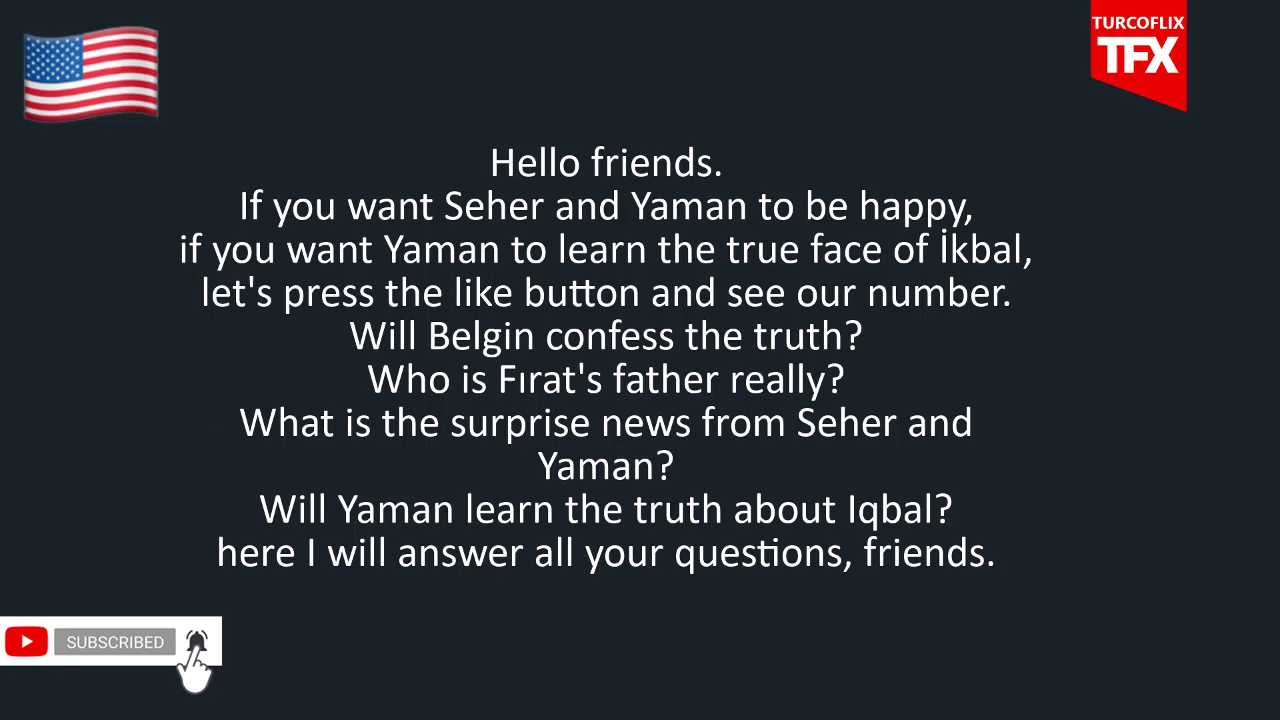 TURCOFLIX
TFX
Hello friends.
If you want Seher and Yaman to be happy,
if you want Yaman to learn the true face of İkbal,
let's press the like button and see our number.
Will Belgin confess the truth?
Who is Fırat's father really?
What is the surprise news from Seher and
Yaman?
Will Yaman learn the truth about Iqbal?
here I will answer all your questions, friends.
SUBSCRIBED